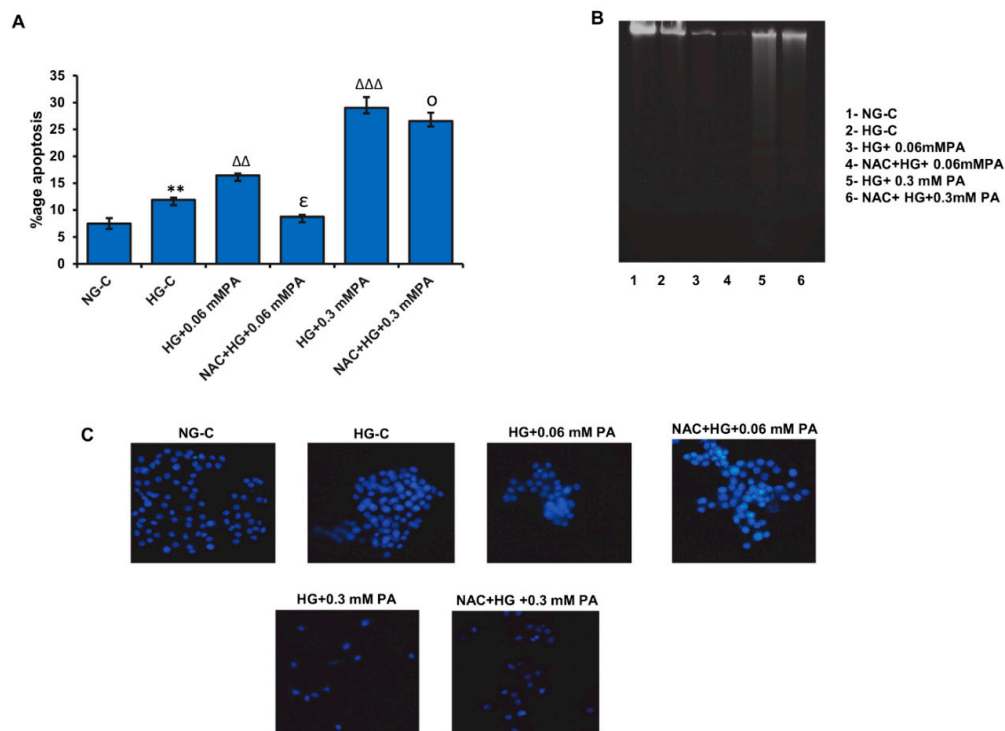 A
%age apoptosis
35
30
25
20
15
10
5
0
**
ΔΔ
ε
ΔΔΔ
O
NG-C
HG-C
HG+0.06 mMPA
NAC+HG+0.06 mMPA
HG+0.3 mMPA
NAC+HG+0.3 mMPA
B
1 2 3 4 5 6
1- NG-C
2- HG-C
3- HG+ 0.06mMPA
4- NAC+HG+ 0.06mMPA
5- HG+ 0.3 mM PA
6- NAC+ HG+0.3mM PA
C
NG-C
HG-C
HG+0.06 mM PA
NAC+HG+0.06 mM PA
HG+0.3 mM PA
NAC+HG +0.3 mM PA